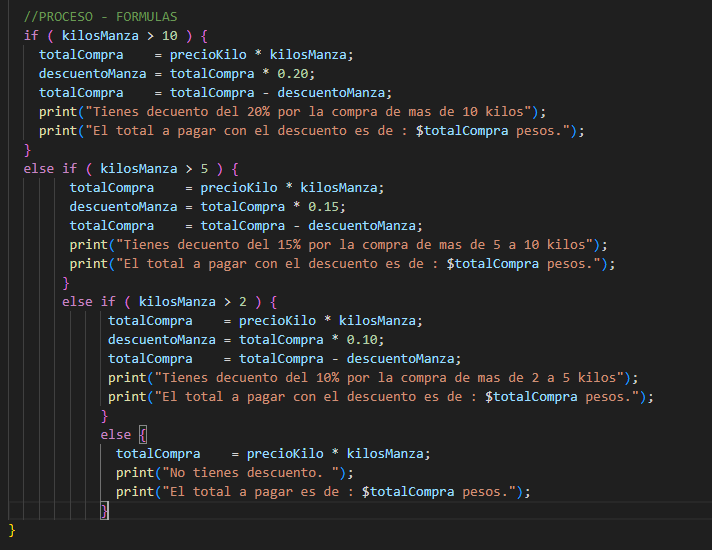 //PROCESO - FORMULAS
if ( kilosManza > 10 ) {
totalCompra    = precioKilo * kilosManza;
descuentoManza = totalCompra * 0.20;
totalCompra    = totalCompra - descuentoManza;
print("Tienes decuento del 20% por la compra de mas de 10 kilos");
print("El total a pagar con el descuento es de : $totalCompra pesos.");
}
else if ( kilosManza > 5 ) {
totalCompra    = precioKilo * kilosManza;
descuentoManza = totalCompra * 0.15;
totalCompra    = totalCompra - descuentoManza;
print("Tienes decuento del 15% por la compra de mas de 5 a 10 kilos");
print("El total a pagar con el descuento es de : $totalCompra pesos.");
}
else if ( kilosManza > 2 ) {
totalCompra    = precioKilo * kilosManza;
descuentoManza = totalCompra * 0.10;
totalCompra    = totalCompra - descuentoManza;
print("Tienes decuento del 10% por la compra de mas de 2 a 5 kilos");
print("El total a pagar con el descuento es de : $totalCompra pesos.");
}
else {
totalCompra    = precioKilo * kilosManza;
print("No tienes descuento. ");
print("El total a pagar es de : $totalCompra pesos.");
}
}